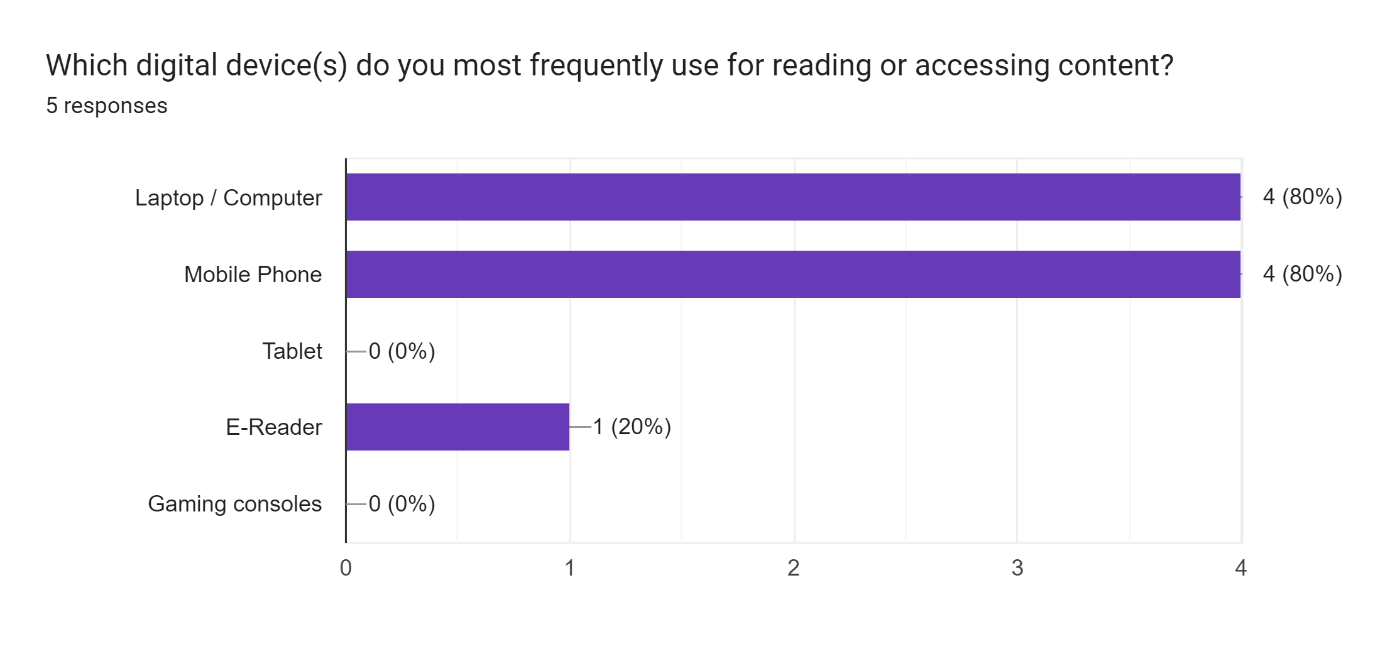 Which digital device(s) do you most frequently use for reading or accessing content?
5 responses
Laptop / Computer 4 (80%)
Mobile Phone 4 (80%)
Tablet 0 (0%)
E-Reader 1 (20%)
Gaming consoles 0 (0%)
0 1 2 3 4